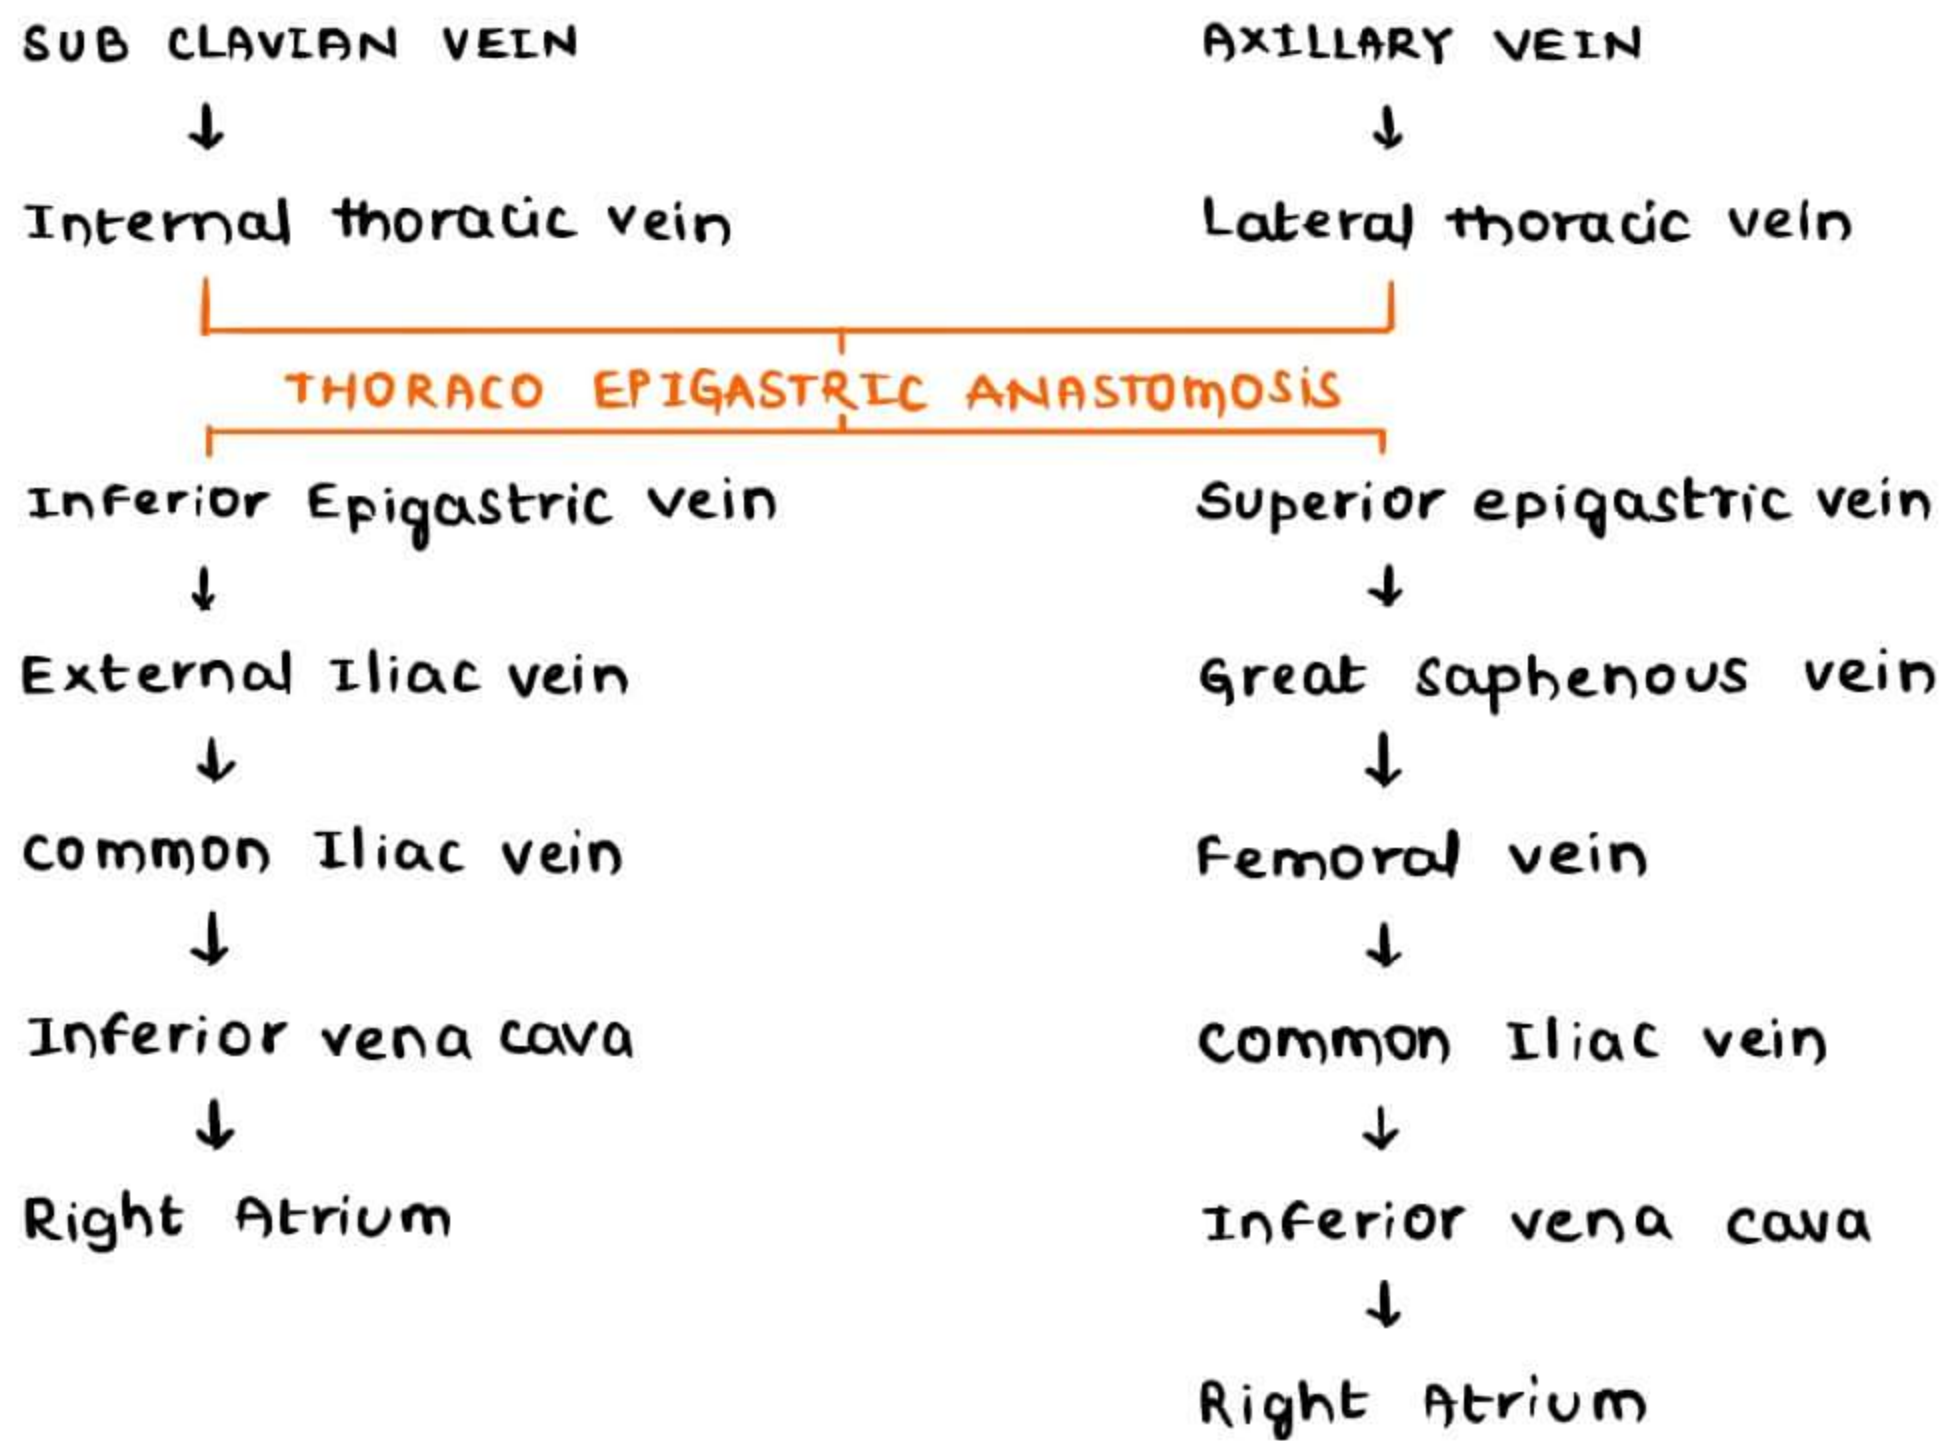 SUB CLAVIAN VEIN
AXILLARY VEIN
Internal thoracic vein
Lateral thoracic vein
THORACO EPIGASTRIC ANASTOMOSIS
Inferior Epigastric vein
Superior epigastric vein
External Iliac vein
Great saphenous vein
common Iliac vein
Femoral vein
Inferior vena cava
common Iliac vein
Right Atrium
Inferior vena cava
Right Atrium